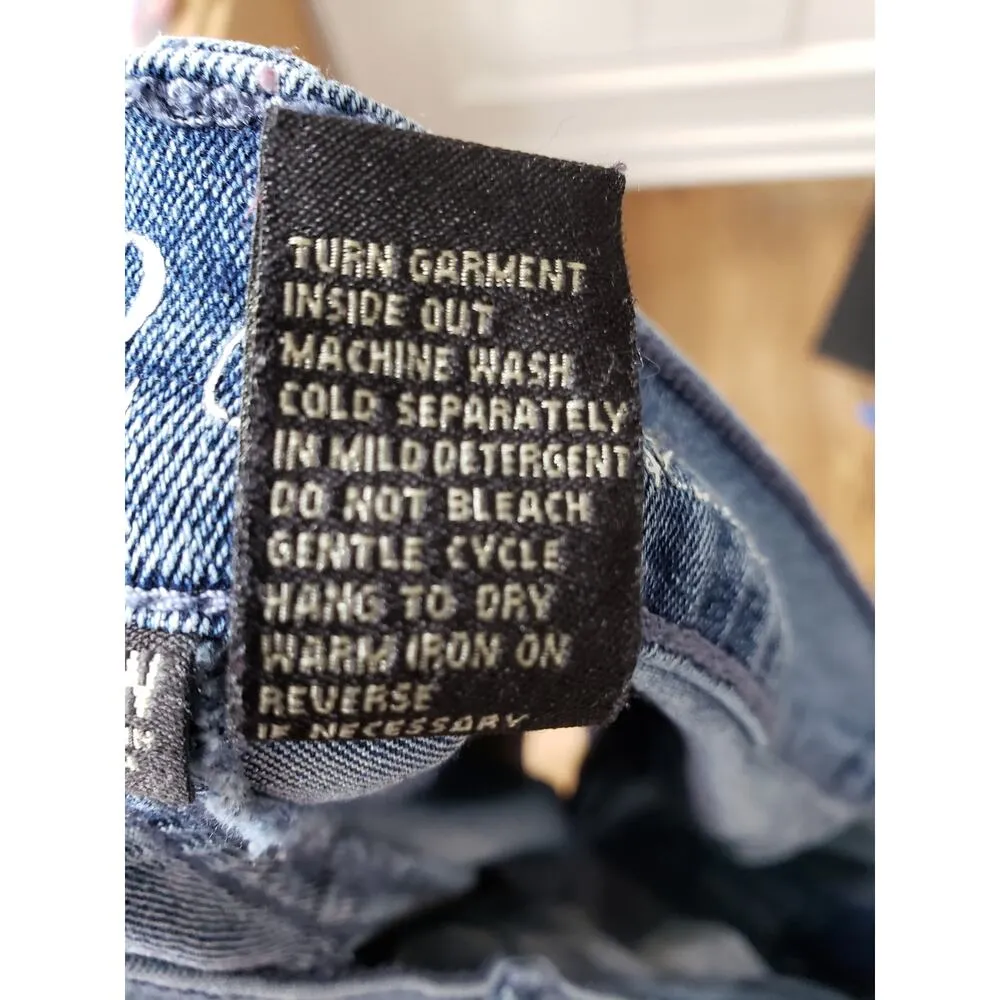 TURN GARMENT
INSIDE OUT
MACHINE WASH
COLD SEPARATELY
IN MILD DETERGENT
DO NOT BLEACH
GENTLE CYCLE
HANG TO DRY
WARM IRON ON
REVERSE
IF NECESSARY